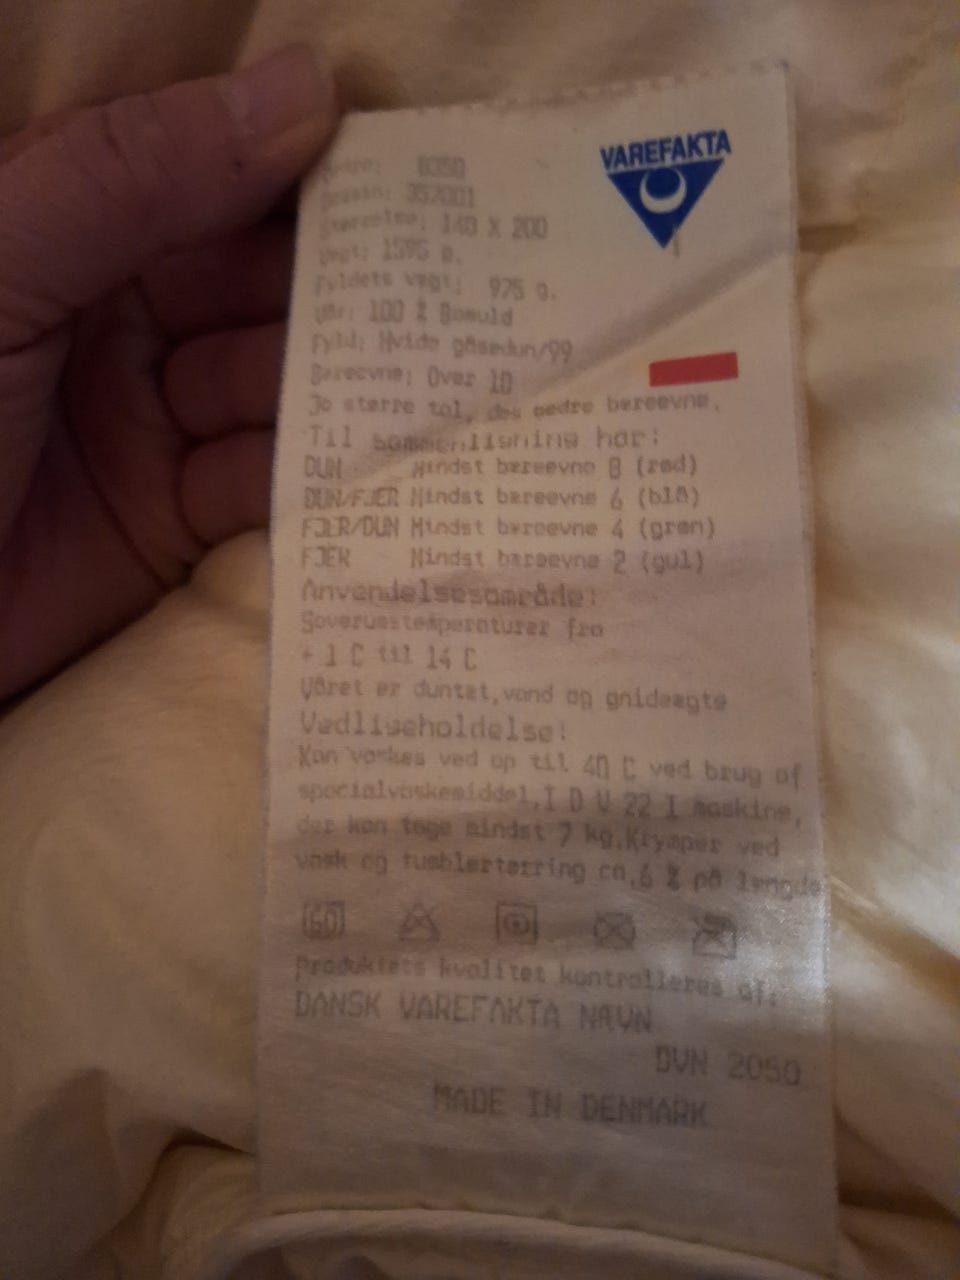 VAREFAKTA
8350
357001
Størrelse: 140 X 200
Vægt: 1595 g.
Fyldets vægt: 975 g.
Vår: 100 % Bomuld
Fyld: Hvide gåsedun/99
Bæreevne: Over 10
Jo større tal, des bedre bæreevne.
Til sammenligning har:
DUN Mindst bæreevne 8 (rød)
DUN/FJER Mindst bæreevne 6 (blå)
FJER/DUN Mindst bæreevne 4 (grøn)
FJER Mindst bæreevne 2 (gul)
Anvendelsesområde:
Soverumstemperaturer fra
+ 1 C til 14 C
Våret er duntæt, vand og gnideægte
Vedligeholdelse:
Kan vaskes ved op til 40 C ved brug af
specialvaskemiddel, I D V 22 I maskine,
der kan tage mindst 7 kg. Krymper ved
vask og tumblertørring ca. 6 % på længde
60
Produktets kvalitet kontrolleres af:
DANSK VAREFAKTA NÆVN
DVN 2050
MADE IN DENMARK